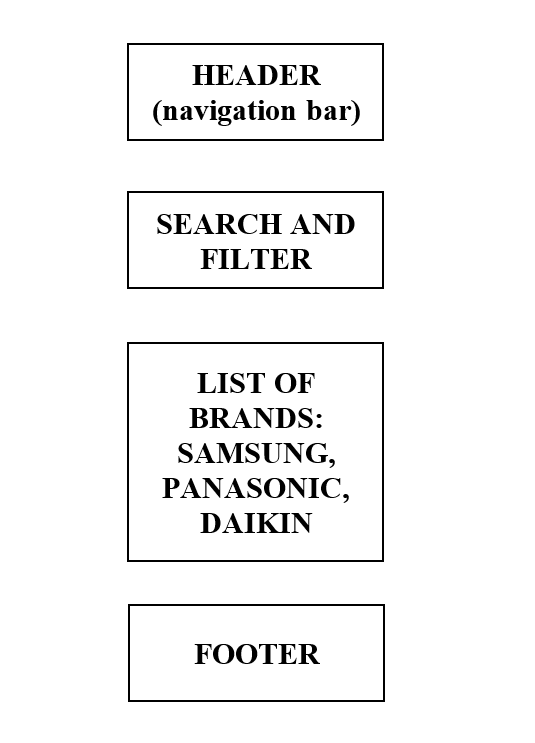 HEADER
(navigation bar)
SEARCH AND
FILTER
LIST OF
BRANDS:
SAMSUNG,
PANASONIC,
DAIKIN
FOOTER